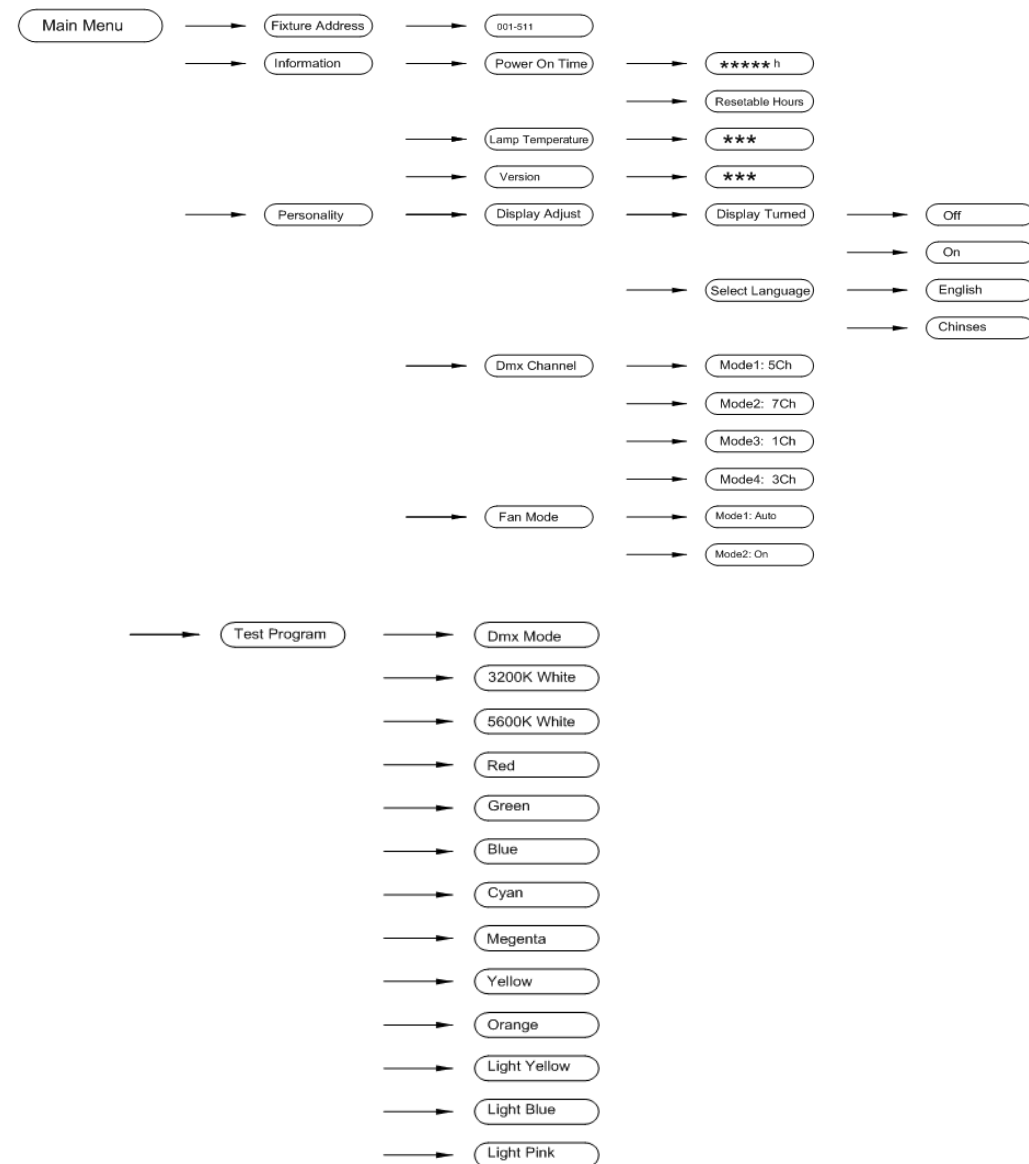 Main Menu
Fixture Address
001-511
Information
Power On Time
***** h
Resetable Hours
Lamp Temperature
***
Version
***
Personality
Display Adjust
Display Turned
Off
On
Select Language
English
Chinses
Dmx Channel
Mode1: 5Ch
Mode2: 7Ch
Mode3: 1Ch
Mode4: 3Ch
Fan Mode
Mode1: Auto
Mode2: On
Test Program
Dmx Mode
3200K White
5600K White
Red
Green
Blue
Cyan
Megenta
Yellow
Orange
Light Yellow
Light Blue
Light Pink